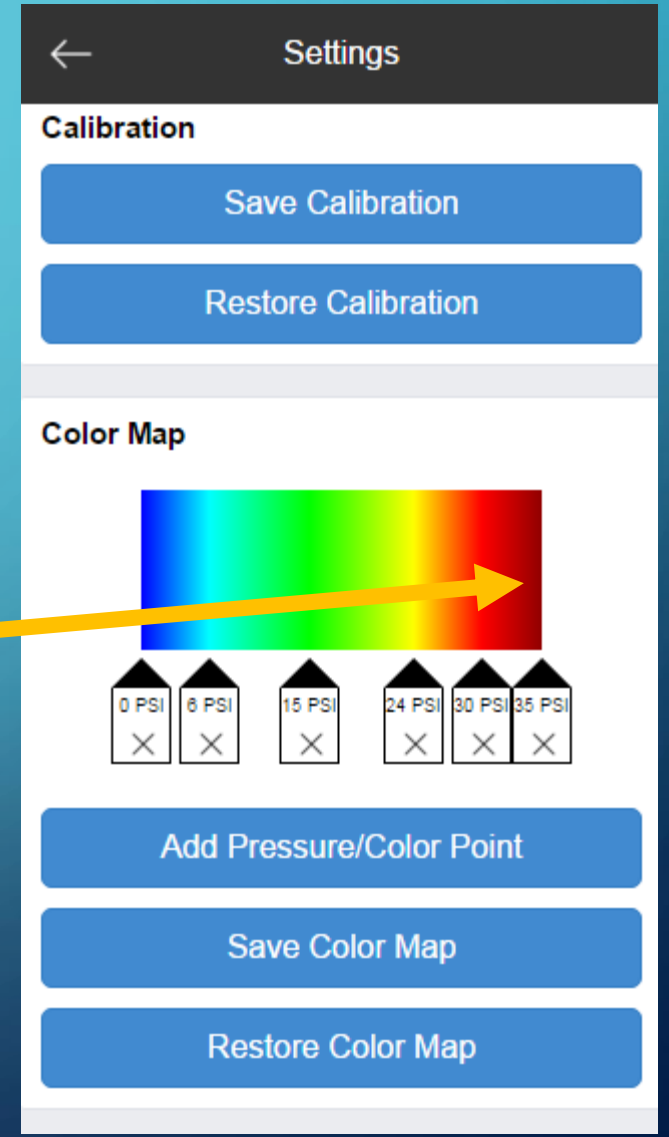 Settings
Calibration
Save Calibration
Restore Calibration
Color Map
0 PSI 6 PSI 15 PSI 24 PSI 30 PSI 35 PSI
Add Pressure/Color Point
Save Color Map
Restore Color Map